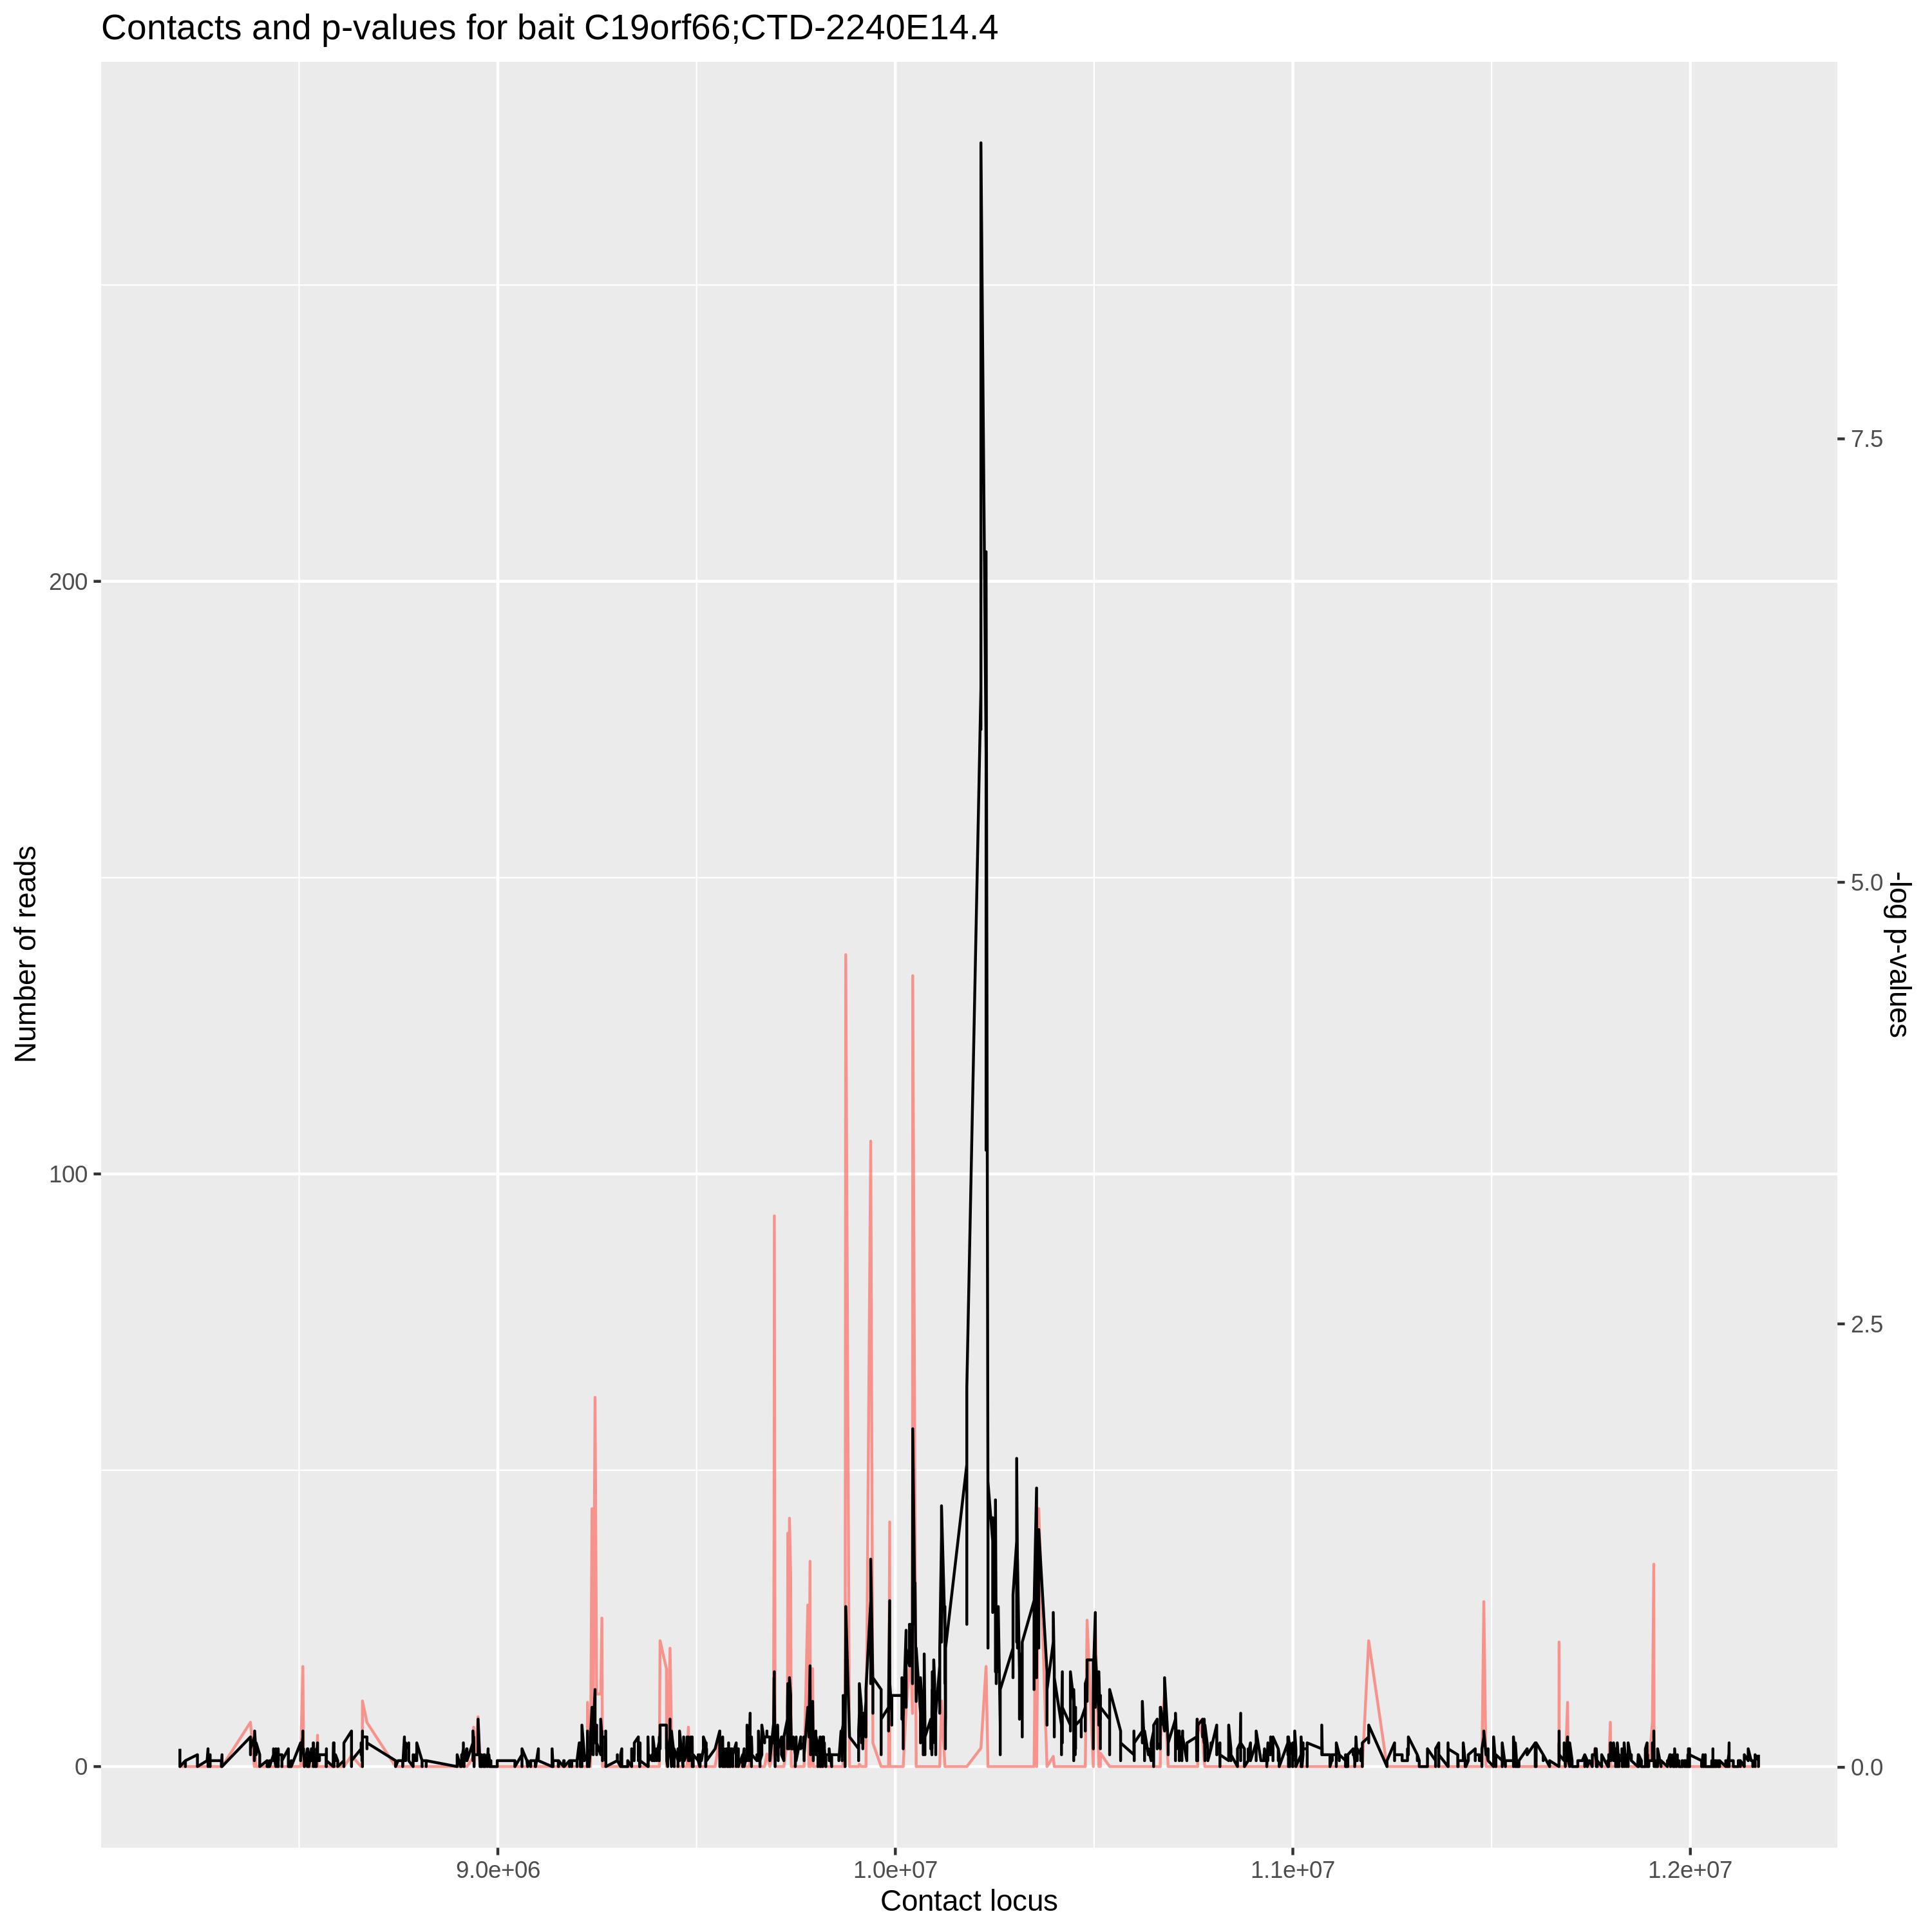 Contacts and p-values for bait C19orf66;CTD-2240E14.4
Number of reads
200
100
0
7.5
5.0
2.5
0.0
-log p-values
9.0e+06
1.0e+07
1.1e+07
1.2e+07
Contact locus